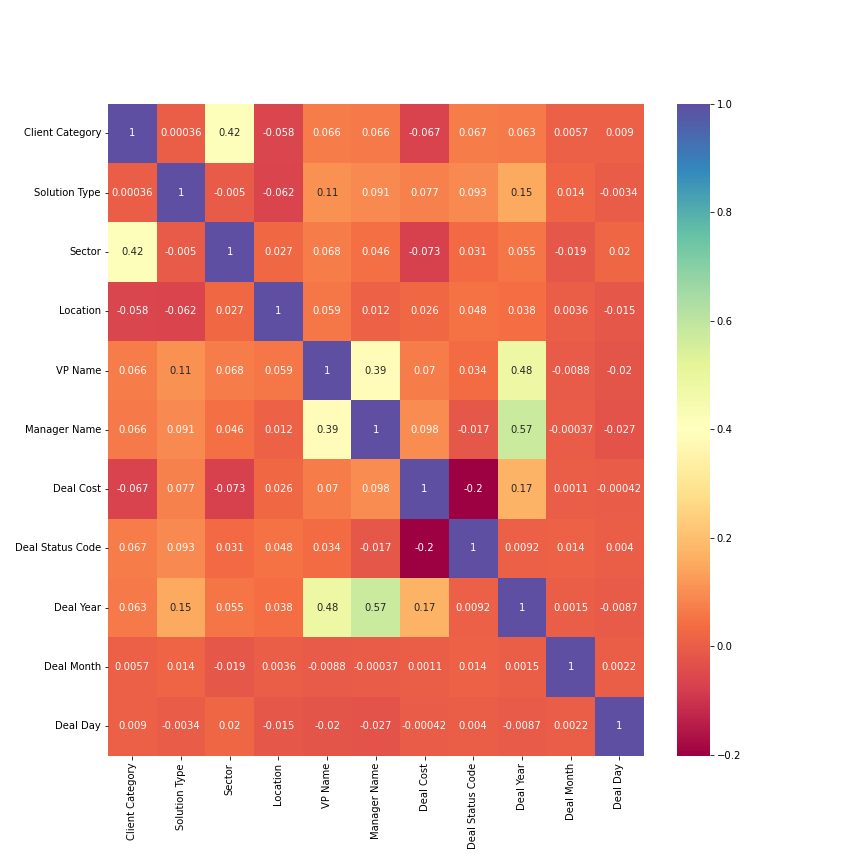 Client Category 1 0.00036 0.42 -0.058 0.066 0.066 -0.067 0.067 0.063 0.0057 0.009
Solution Type 0.00036 1 -0.005 -0.062 0.11 0.091 0.077 0.093 0.15 0.014 -0.0034
Sector 0.42 -0.005 1 0.027 0.068 0.046 -0.073 0.031 0.055 -0.019 0.02
Location -0.058 -0.062 0.027 1 0.059 0.012 0.026 0.048 0.038 0.0036 -0.015
VP Name 0.066 0.11 0.068 0.059 1 0.39 0.07 0.034 0.48 -0.0088 -0.02
Manager Name 0.066 0.091 0.046 0.012 0.39 1 0.098 -0.017 0.57 -0.00037 -0.027
Deal Cost -0.067 0.077 -0.073 0.026 0.07 0.098 1 -0.2 0.17 0.0011 -0.00042
Deal Status Code 0.067 0.093 0.031 0.048 0.034 -0.017 -0.2 1 0.0092 0.014 0.004
Deal Year 0.063 0.15 0.055 0.038 0.48 0.57 0.17 0.0092 1 0.0015 -0.0087
Deal Month 0.0057 0.014 -0.019 0.0036 -0.0088 -0.00037 0.0011 0.014 0.0015 1 0.0022
Deal Day 0.009 -0.0034 0.02 -0.015 -0.02 -0.027 -0.00042 0.004 -0.0087 0.0022 1
Client Category
Solution Type
Sector
Location
VP Name
Manager Name
Deal Cost
Deal Status Code
Deal Year
Deal Month
Deal Day
1.0
0.8
0.6
0.4
0.2
0.0
−0.2